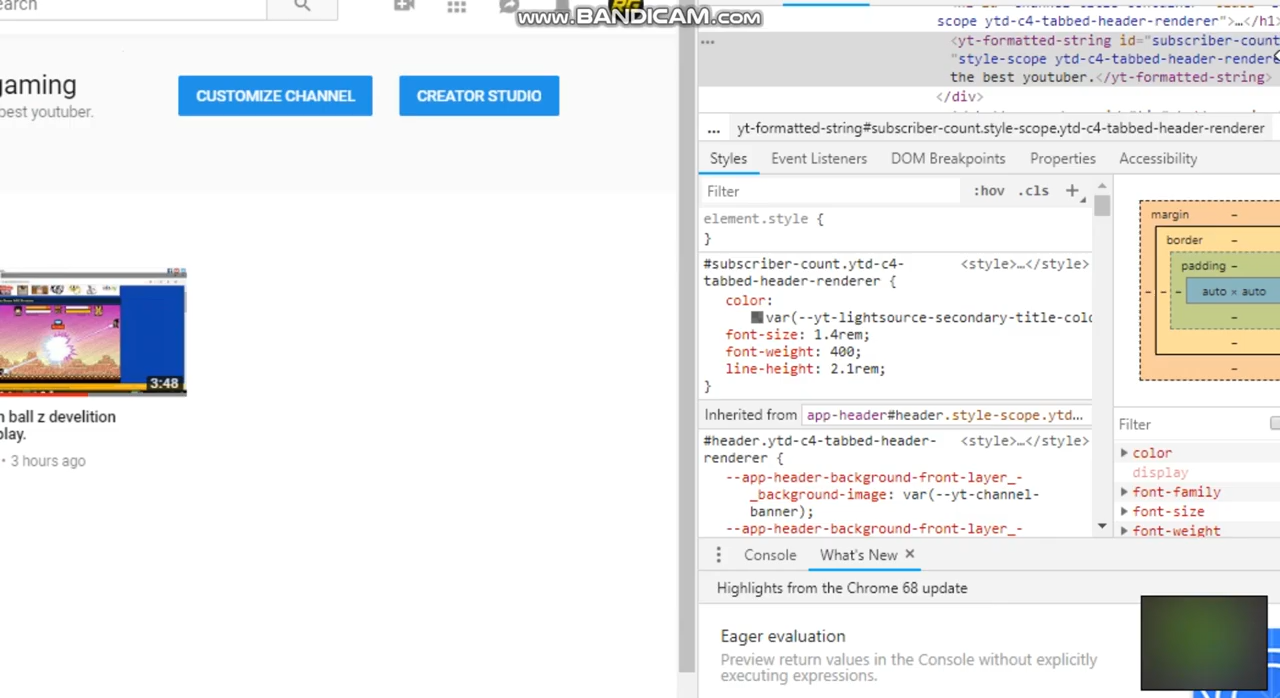 earch
www.BANDICAM.com
RG
scope ytd-c4-tabbed-header-renderer">…</h1>
<yt-formatted-string id="subscriber-count
"style-scope ytd-c4-tabbed-header-rendere
the best youtuber.</yt-formatted-string>
</div>
gaming
best youtuber.
CUSTOMIZE CHANNEL
CREATOR STUDIO
... yt-formatted-string#subscriber-count.style-scope.ytd-c4-tabbed-header-renderer
Styles Event Listeners DOM Breakpoints Properties Accessibility
Filter :hov .cls +
element.style {
}
#subscriber-count.ytd-c4- <style>…</style>
tabbed-header-renderer {
color:
var(--yt-lightsource-secondary-title-colo
font-size: 1.4rem;
font-weight: 400;
line-height: 2.1rem;
}
Inherited from app-header#header.style-scope.ytd…
#header.ytd-c4-tabbed-header- <style>…</style>
renderer {
--app-header-background-front-layer_-
_background-image: var(--yt-channel-
banner);
--app-header-background-front-layer_-
margin –
border –
padding –
– – – auto × auto
–
–
–
Filter
color
display
font-family
font-size
font-weight
3:48
n ball z develition
play.
• 3 hours ago
Console What's New ×
Highlights from the Chrome 68 update
Eager evaluation
Preview return values in the Console without explicitly
executing expressions.